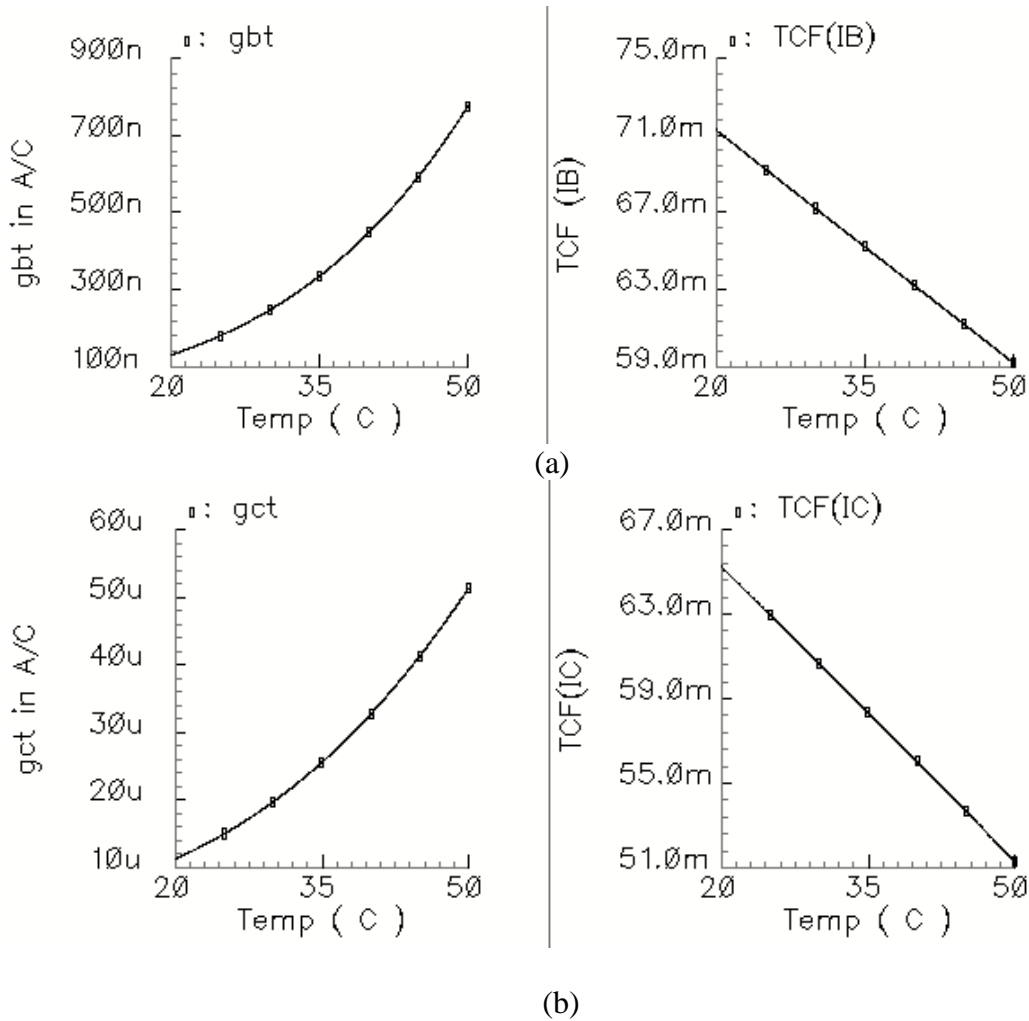 ▯: gbt
900n
700n
500n
300n
100n
gbt in A/C
20 35 50
Temp ( C )
▯: TCF(IB)
75.0m
71.0m
67.0m
63.0m
59.0m
TCF (IB)
20 35 50
Temp ( C )
(a)
▯: gct
60u
50u
40u
30u
20u
10u
gct in A/C
20 35 50
Temp ( C )
▯: TCF(IC)
67.0m
63.0m
59.0m
55.0m
51.0m
TCF(IC)
20 35 50
Temp ( C )
(b)